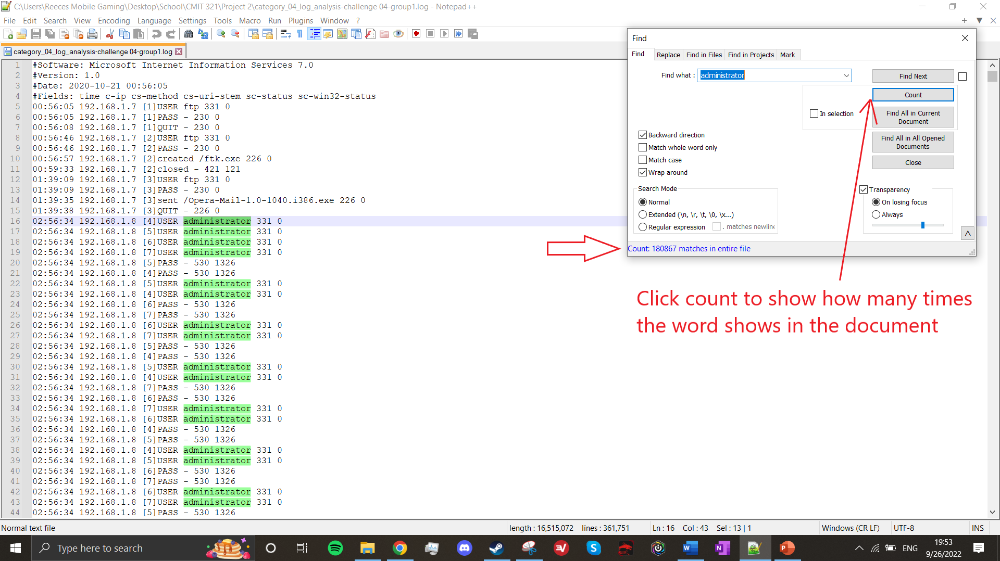 C:\Users\Reeces Mobile Gaming\Desktop\School\CMIT 321\Project 2\category_04_log_analysis-challenge 04-group1.log - Notepad++
File Edit Search View Encoding Language Settings Tools Macro Run Plugins Window ?
category_04_log_analysis-challenge 04-group1.log
1 #Software: Microsoft Internet Information Services 7.0
2 #Version: 1.0
3 #Date: 2020-10-21 00:56:05
4 #Fields: time c-ip cs-method cs-uri-stem sc-status sc-win32-status
5 00:56:05 192.168.1.7 [1]USER ftp 331 0
6 00:56:05 192.168.1.7 [1]PASS - 230 0
7 00:56:08 192.168.1.7 [1]QUIT - 230 0
8 00:56:46 192.168.1.7 [2]USER ftp 331 0
9 00:56:46 192.168.1.7 [2]PASS - 230 0
10 00:56:57 192.168.1.7 [2]created /ftk.exe 226 0
11 00:59:33 192.168.1.7 [2]closed - 421 121
12 01:39:09 192.168.1.7 [3]USER ftp 331 0
13 01:39:09 192.168.1.7 [3]PASS - 230 0
14 01:39:35 192.168.1.7 [3]sent /Opera-Mail-1.0-1040.i386.exe 226 0
15 01:39:38 192.168.1.7 [3]QUIT - 226 0
16 02:56:34 192.168.1.8 [4]USER administrator 331 0
17 02:56:34 192.168.1.8 [5]USER administrator 331 0
18 02:56:34 192.168.1.8 [6]USER administrator 331 0
19 02:56:34 192.168.1.8 [7]USER administrator 331 0
20 02:56:34 192.168.1.8 [5]PASS - 530 1326
21 02:56:34 192.168.1.8 [4]PASS - 530 1326
22 02:56:34 192.168.1.8 [5]USER administrator 331 0
23 02:56:34 192.168.1.8 [4]USER administrator 331 0
24 02:56:34 192.168.1.8 [6]PASS - 530 1326
25 02:56:34 192.168.1.8 [7]PASS - 530 1326
26 02:56:34 192.168.1.8 [6]USER administrator 331 0
27 02:56:34 192.168.1.8 [7]USER administrator 331 0
28 02:56:34 192.168.1.8 [5]PASS - 530 1326
29 02:56:34 192.168.1.8 [4]PASS - 530 1326
30 02:56:34 192.168.1.8 [5]USER administrator 331 0
31 02:56:34 192.168.1.8 [4]USER administrator 331 0
32 02:56:34 192.168.1.8 [7]PASS - 530 1326
33 02:56:34 192.168.1.8 [6]PASS - 530 1326
34 02:56:34 192.168.1.8 [7]USER administrator 331 0
35 02:56:34 192.168.1.8 [6]USER administrator 331 0
36 02:56:34 192.168.1.8 [4]PASS - 530 1326
37 02:56:34 192.168.1.8 [5]PASS - 530 1326
38 02:56:34 192.168.1.8 [4]USER administrator 331 0
39 02:56:34 192.168.1.8 [5]USER administrator 331 0
40 02:56:34 192.168.1.8 [6]PASS - 530 1326
41 02:56:34 192.168.1.8 [7]PASS - 530 1326
42 02:56:34 192.168.1.8 [6]USER administrator 331 0
43 02:56:34 192.168.1.8 [7]USER administrator 331 0
44 02:56:34 192.168.1.8 [5]PASS - 530 1326
Find
Find Replace Find in Files Find in Projects Mark
Find what : administrator
Find Next
Count
In selection
Find All in Current
Document
Find All in All Opened
Documents
Close
Backward direction
Match whole word only
Match case
Wrap around
Search Mode
Normal
Extended (\n, \r, \t, \0, \x...)
Regular expression . matches newline
Transparency
On losing focus
Always
Count: 180867 matches in entire file
Click count to show how many times
the word shows in the document
Normal text file length : 16,515,072 lines : 361,751 Ln : 16 Col : 43 Sel : 13 | 1 Windows (CR LF) UTF-8 INS
Type here to search
ENG
19:53
9/26/2022